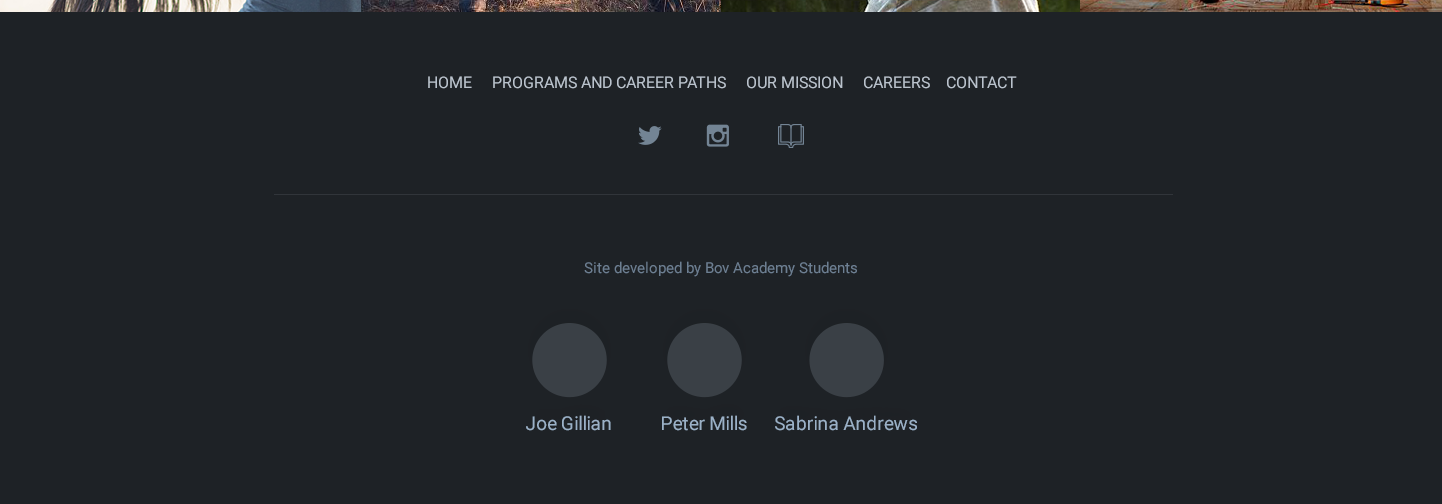 HOME PROGRAMS AND CAREER PATHS OUR MISSION CAREERS CONTACT
Site developed by Bov Academy Students
Joe Gillian Peter Mills Sabrina Andrews